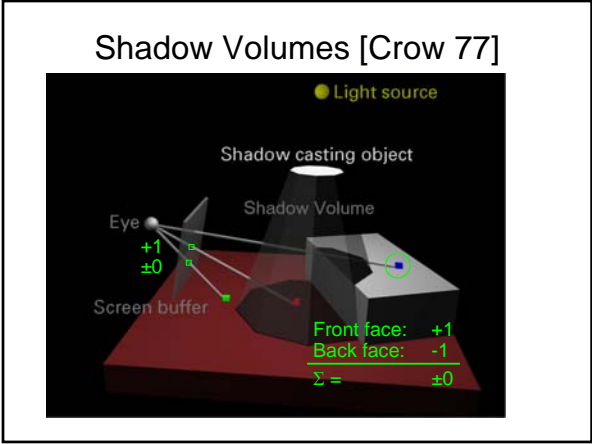 Shadow Volumes [Crow 77]
Light source
Shadow casting object
Shadow Volume
Eye
+1
±0
Screen buffer
Front face: +1
Back face: -1
Σ = ±0